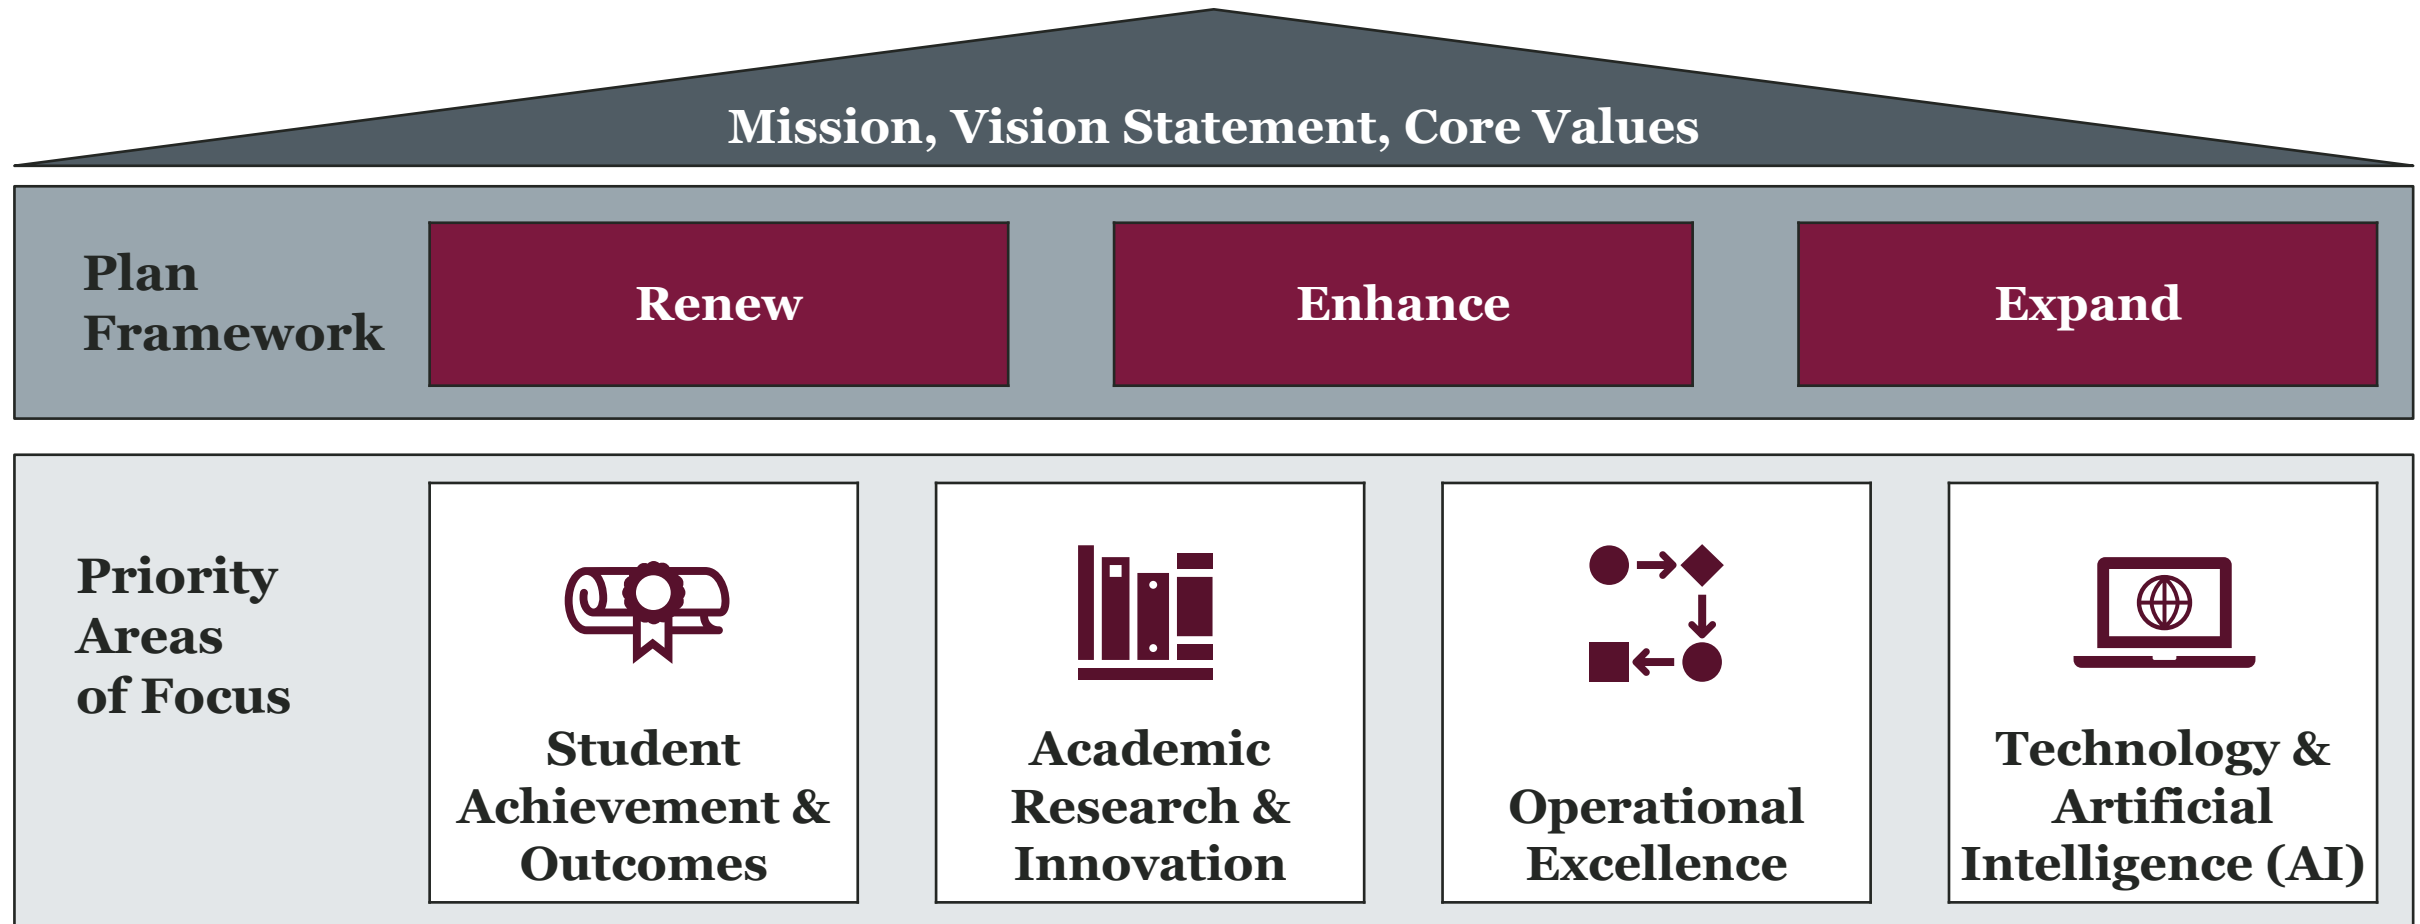 Mission, Vision Statement, Core Values
Plan
Framework
Renew
Enhance
Expand
Priority
Areas
of Focus
Student
Achievement &
Outcomes
Academic
Research &
Innovation
Operational
Excellence
Technology &
Artificial
Intelligence (AI)